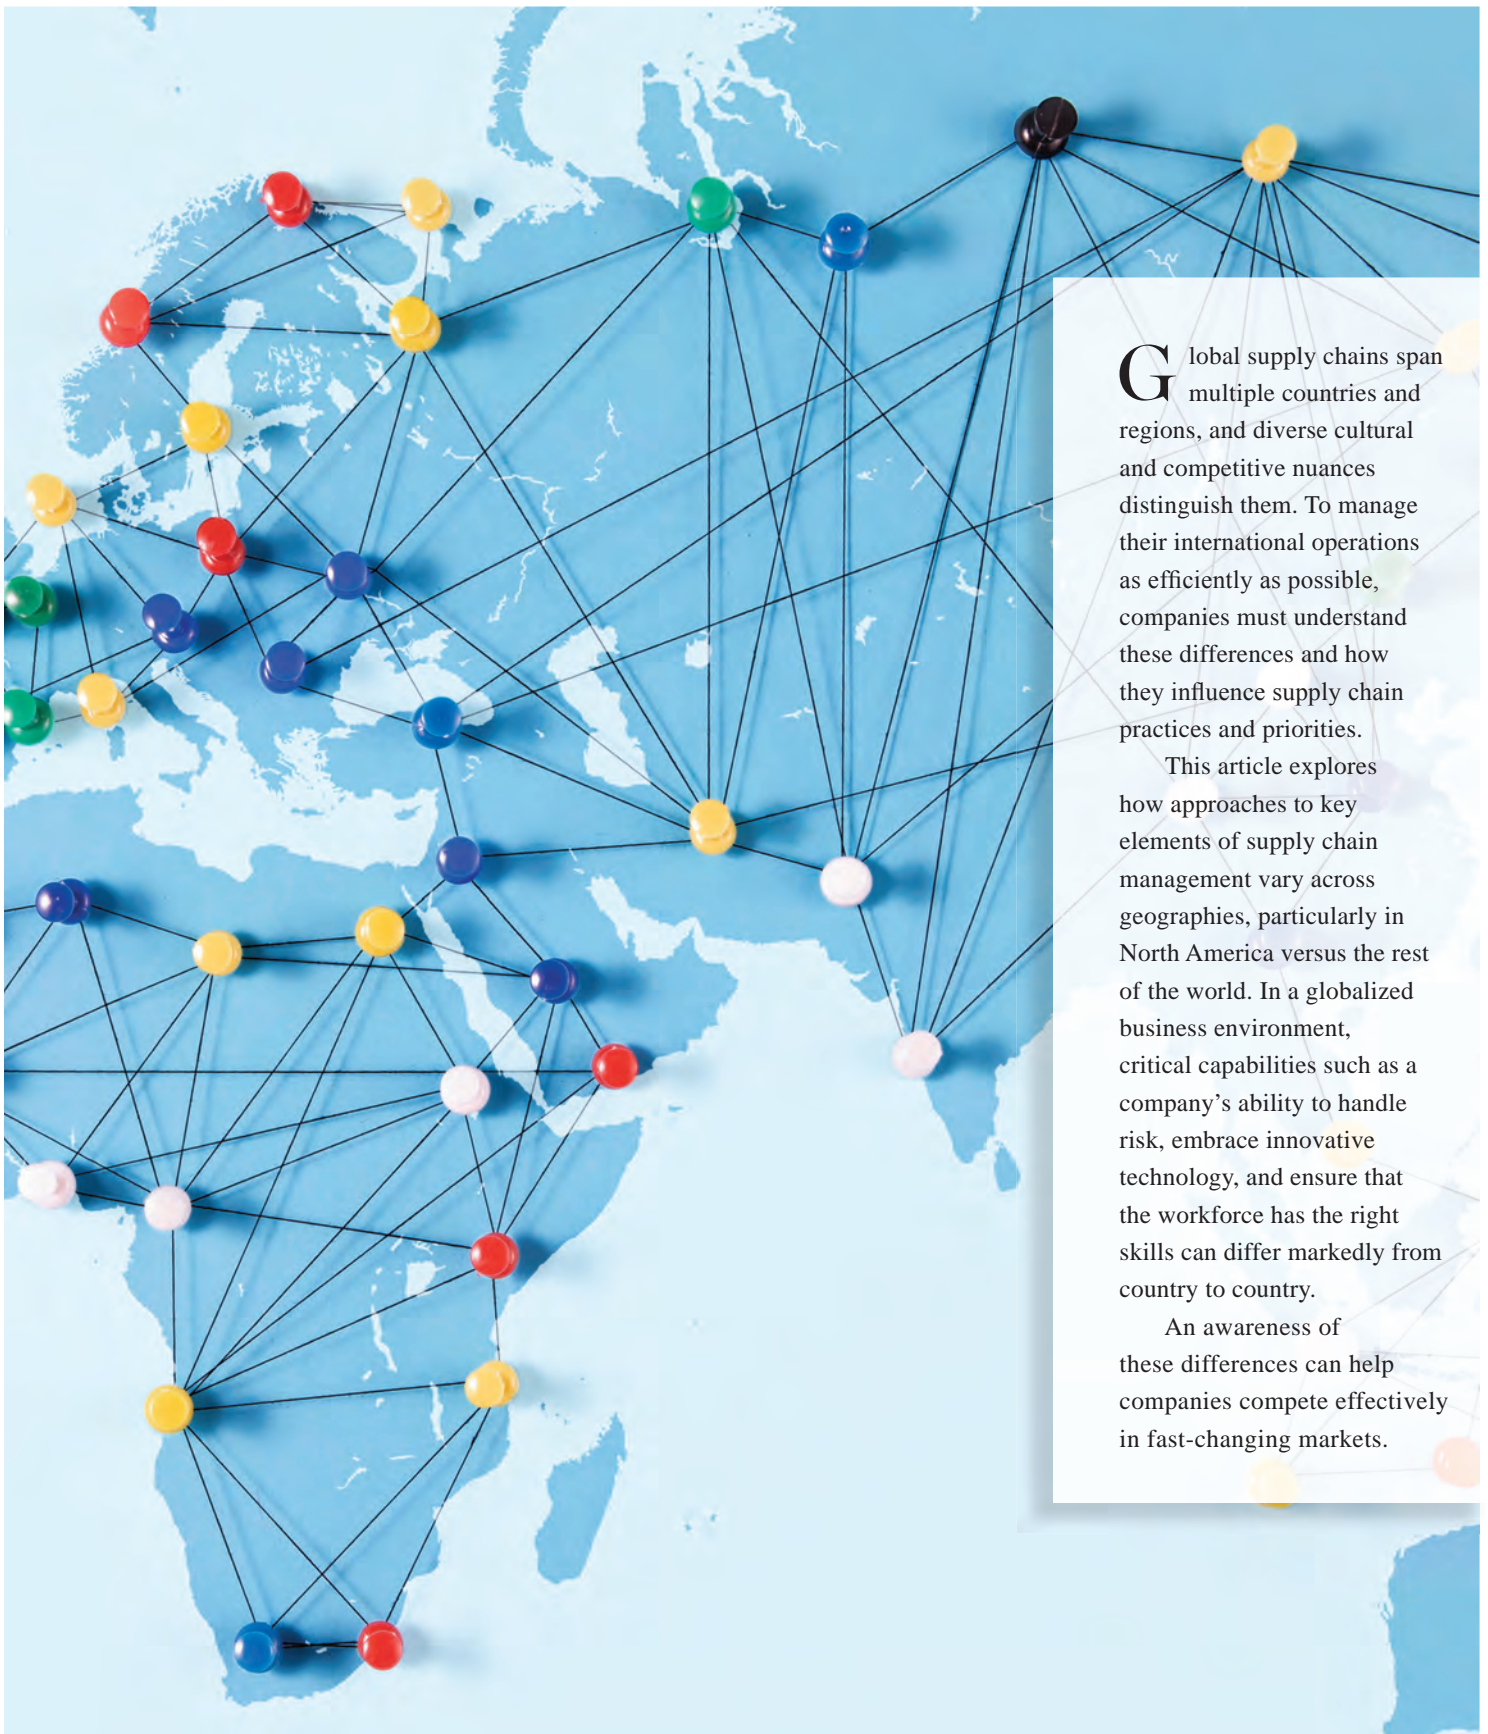 Global supply chains span
multiple countries and
regions, and diverse cultural
and competitive nuances
distinguish them. To manage
their international operations
as efficiently as possible,
companies must understand
these differences and how
they influence supply chain
practices and priorities.
This article explores
how approaches to key
elements of supply chain
management vary across
geographies, particularly in
North America versus the rest
of the world. In a globalized
business environment,
critical capabilities such as a
company’s ability to handle
risk, embrace innovative
technology, and ensure that
the workforce has the right
skills can differ markedly from
country to country.
An awareness of
these differences can help
companies compete effectively
in fast-changing markets.